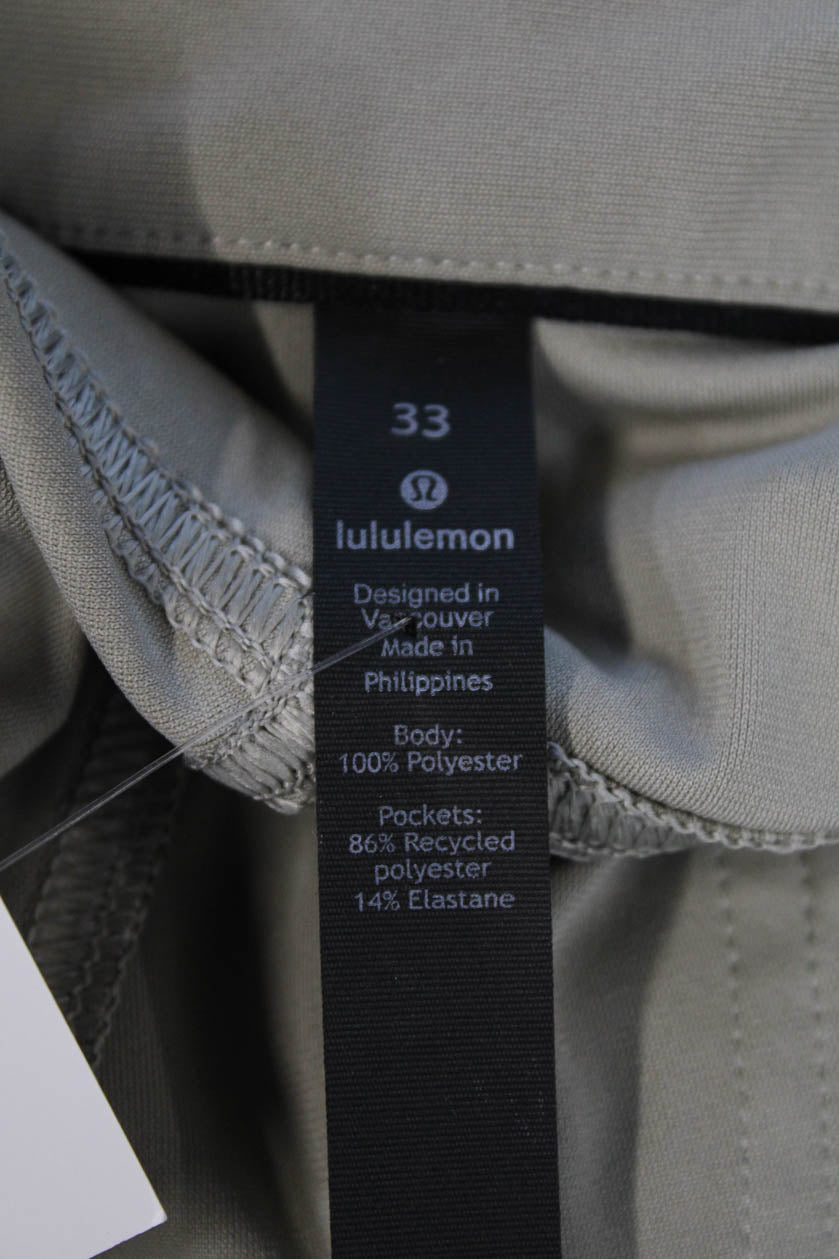 33
lululemon
Designed in
Vancouver
Made in
Philippines
Body:
100% Polyester
Pockets:
86% Recycled
polyester
14% Elastane